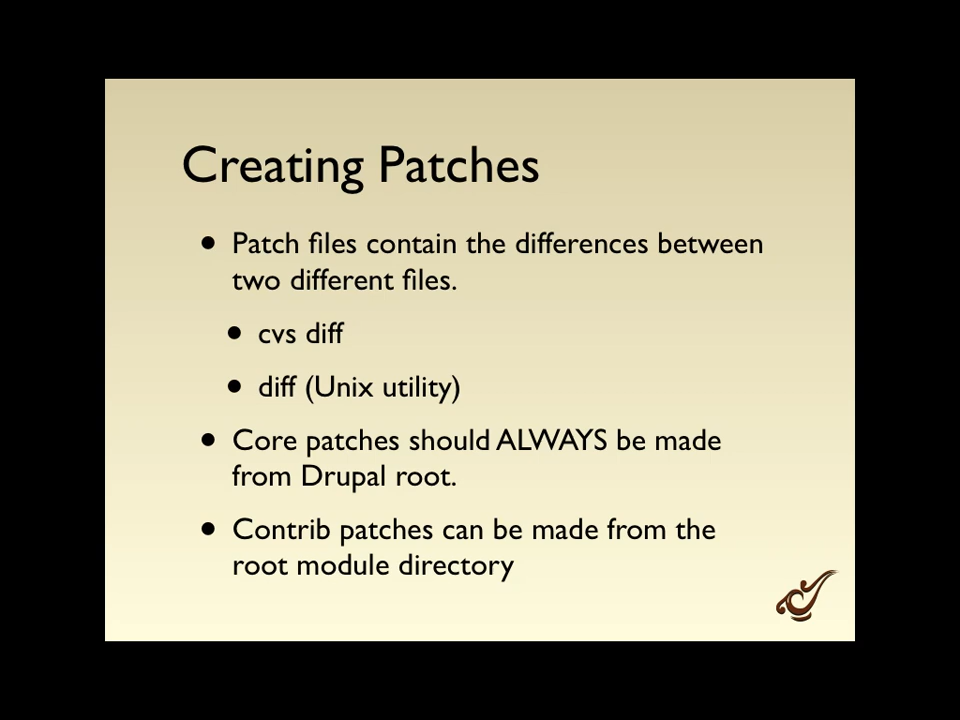 Creating Patches
• Patch files contain the differences between
two different files.
• cvs diff
• diff (Unix utility)
• Core patches should ALWAYS be made
from Drupal root.
• Contrib patches can be made from the
root module directory